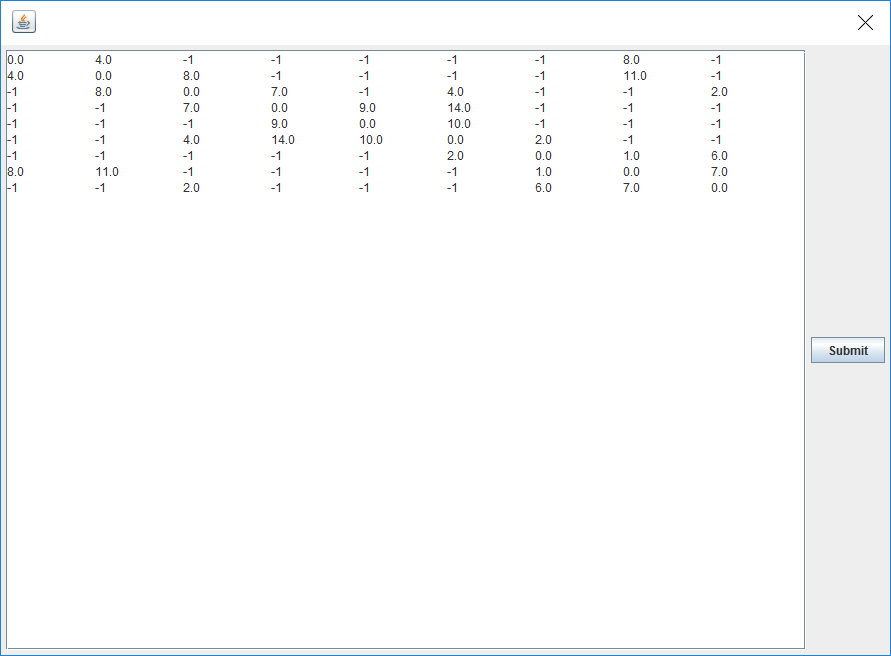 0.0 4.0 -1 -1 -1 -1 -1 8.0 -1
4.0 0.0 8.0 -1 -1 -1 -1 11.0 -1
-1 8.0 0.0 7.0 -1 4.0 -1 -1 2.0
-1 -1 7.0 0.0 9.0 14.0 -1 -1 -1
-1 -1 -1 9.0 0.0 10.0 -1 -1 -1
-1 -1 4.0 14.0 10.0 0.0 2.0 -1 -1
-1 -1 -1 -1 -1 2.0 0.0 1.0 6.0
8.0 11.0 -1 -1 -1 -1 1.0 0.0 7.0
-1 -1 2.0 -1 -1 -1 6.0 7.0 0.0
Submit